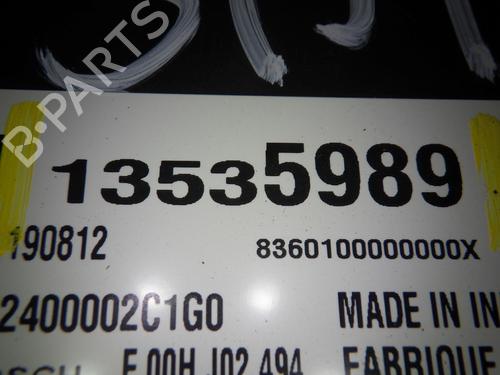 B-PARTS
13535989
190812 8360100000000X
2400002C1G0 MADE IN IN
F 00H J02 494 FABRIQUE